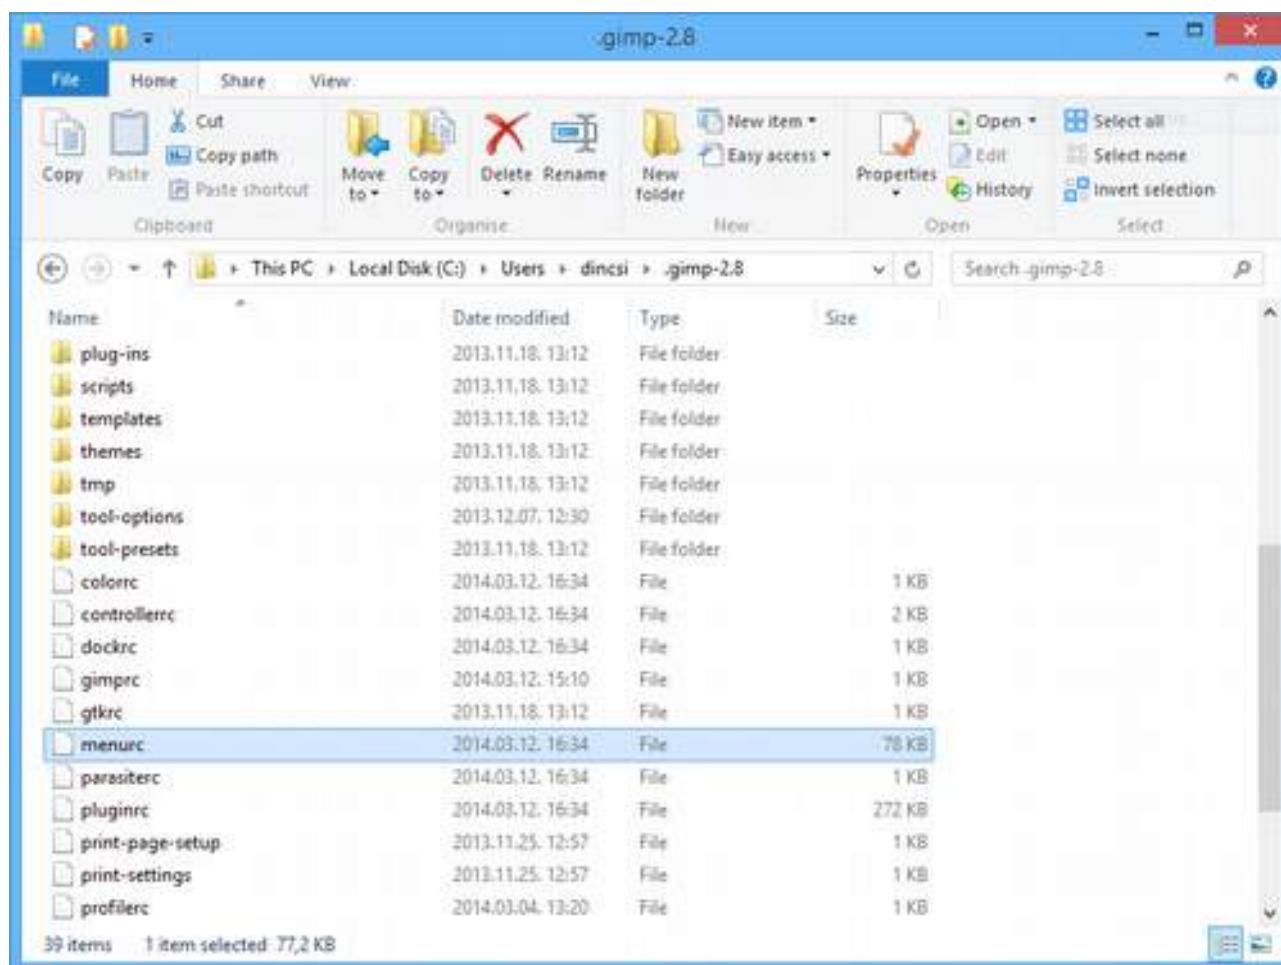 .gimp-2.8
File Home Share View
Copy Paste Cut Copy path Paste shortcut Move to Copy to Delete Rename New folder New item Easy access Properties Open Edit History Select all Select none Invert selection
Clipboard Organise New Open Select
This PC Local Disk (C:) Users dincsi .gimp-2.8 Search .gimp-2.8
Name Date modified Type Size
plug-ins 2013.11.18. 13:12 File folder
scripts 2013.11.18. 13:12 File folder
templates 2013.11.18. 13:12 File folder
themes 2013.11.18. 13:12 File folder
tmp 2013.11.18. 13:12 File folder
tool-options 2013.12.07. 12:30 File folder
tool-presets 2013.11.18. 13:12 File folder
colorrc 2014.03.12. 16:34 File 1 KB
controllerrc 2014.03.12. 16:34 File 2 KB
dockrc 2014.03.12. 16:34 File 1 KB
gimprc 2014.03.12. 15:10 File 1 KB
gtkrc 2013.11.18. 13:12 File 1 KB
menurc 2014.03.12. 16:34 File 78 KB
parasiterc 2014.03.12. 16:34 File 1 KB
pluginrc 2014.03.12. 16:34 File 272 KB
print-page-setup 2013.11.25. 12:57 File 1 KB
print-settings 2013.11.25. 12:57 File 1 KB
profilerc 2014.03.04. 13:20 File 1 KB
39 items 1 item selected 77,2 KB